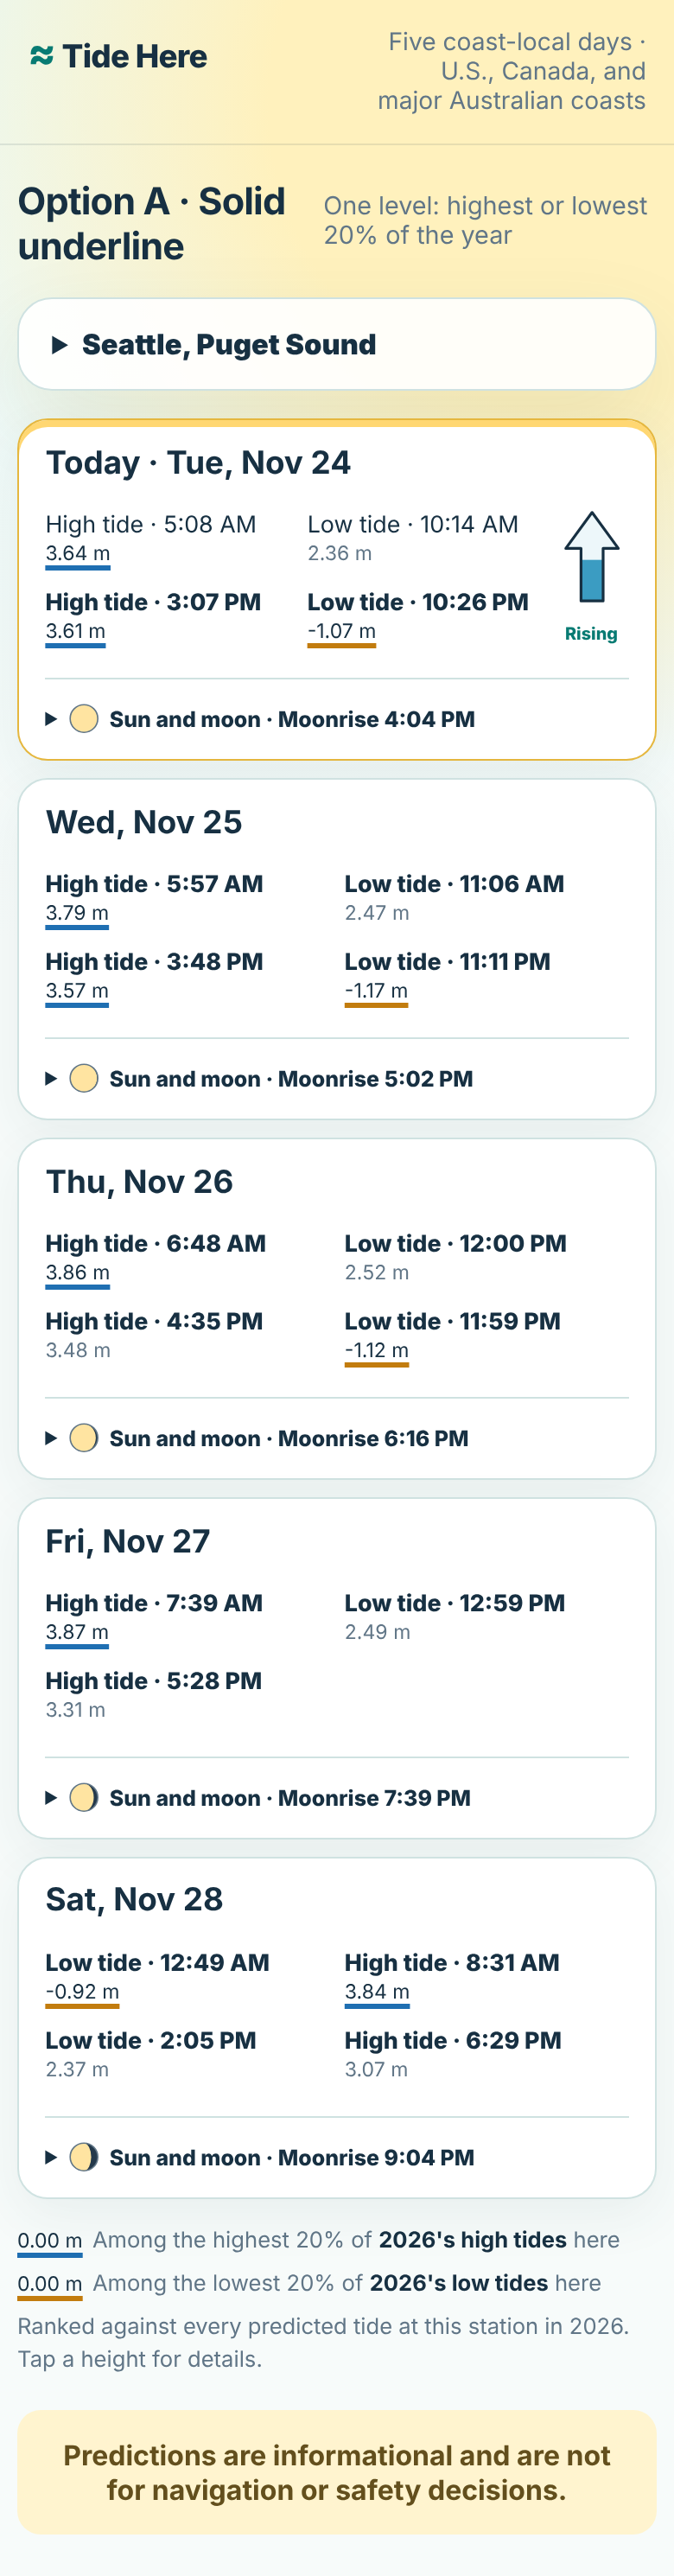 ≈ Tide Here
Five coast-local days ·
U.S., Canada, and
major Australian coasts
Option A · Solid
underline
One level: highest or lowest
20% of the year
Seattle, Puget Sound
Today · Tue, Nov 24
High tide · 5:08 AM
3.64 m
Low tide · 10:14 AM
2.36 m
High tide · 3:07 PM
3.61 m
Low tide · 10:26 PM
-1.07 m
Rising
Sun and moon · Moonrise 4:04 PM
Wed, Nov 25
High tide · 5:57 AM
3.79 m
Low tide · 11:06 AM
2.47 m
High tide · 3:48 PM
3.57 m
Low tide · 11:11 PM
-1.17 m
Sun and moon · Moonrise 5:02 PM
Thu, Nov 26
High tide · 6:48 AM
3.86 m
Low tide · 12:00 PM
2.52 m
High tide · 4:35 PM
3.48 m
Low tide · 11:59 PM
-1.12 m
Sun and moon · Moonrise 6:16 PM
Fri, Nov 27
High tide · 7:39 AM
3.87 m
Low tide · 12:59 PM
2.49 m
High tide · 5:28 PM
3.31 m
Sun and moon · Moonrise 7:39 PM
Sat, Nov 28
Low tide · 12:49 AM
-0.92 m
High tide · 8:31 AM
3.84 m
Low tide · 2:05 PM
2.37 m
High tide · 6:29 PM
3.07 m
Sun and moon · Moonrise 9:04 PM
0.00 m Among the highest 20% of 2026's high tides here
0.00 m Among the lowest 20% of 2026's low tides here
Ranked against every predicted tide at this station in 2026.
Tap a height for details.
Predictions are informational and are not
for navigation or safety decisions.